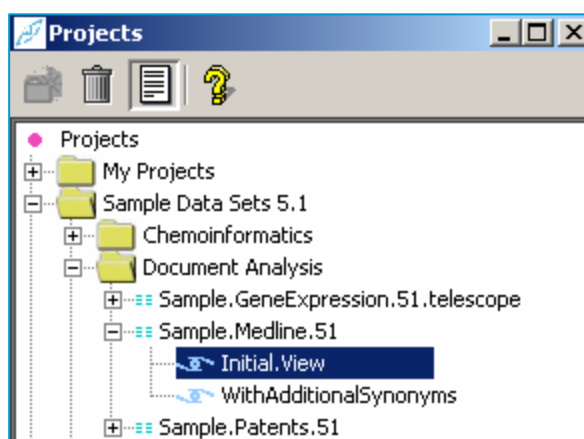 Projects
Projects
My Projects
Sample Data Sets 5.1
Chemoinformatics
Document Analysis
Sample.GeneExpression.51.telescope
Sample.Medline.51
Initial.View
WithAdditionalSynonyms
Sample.Patents.51